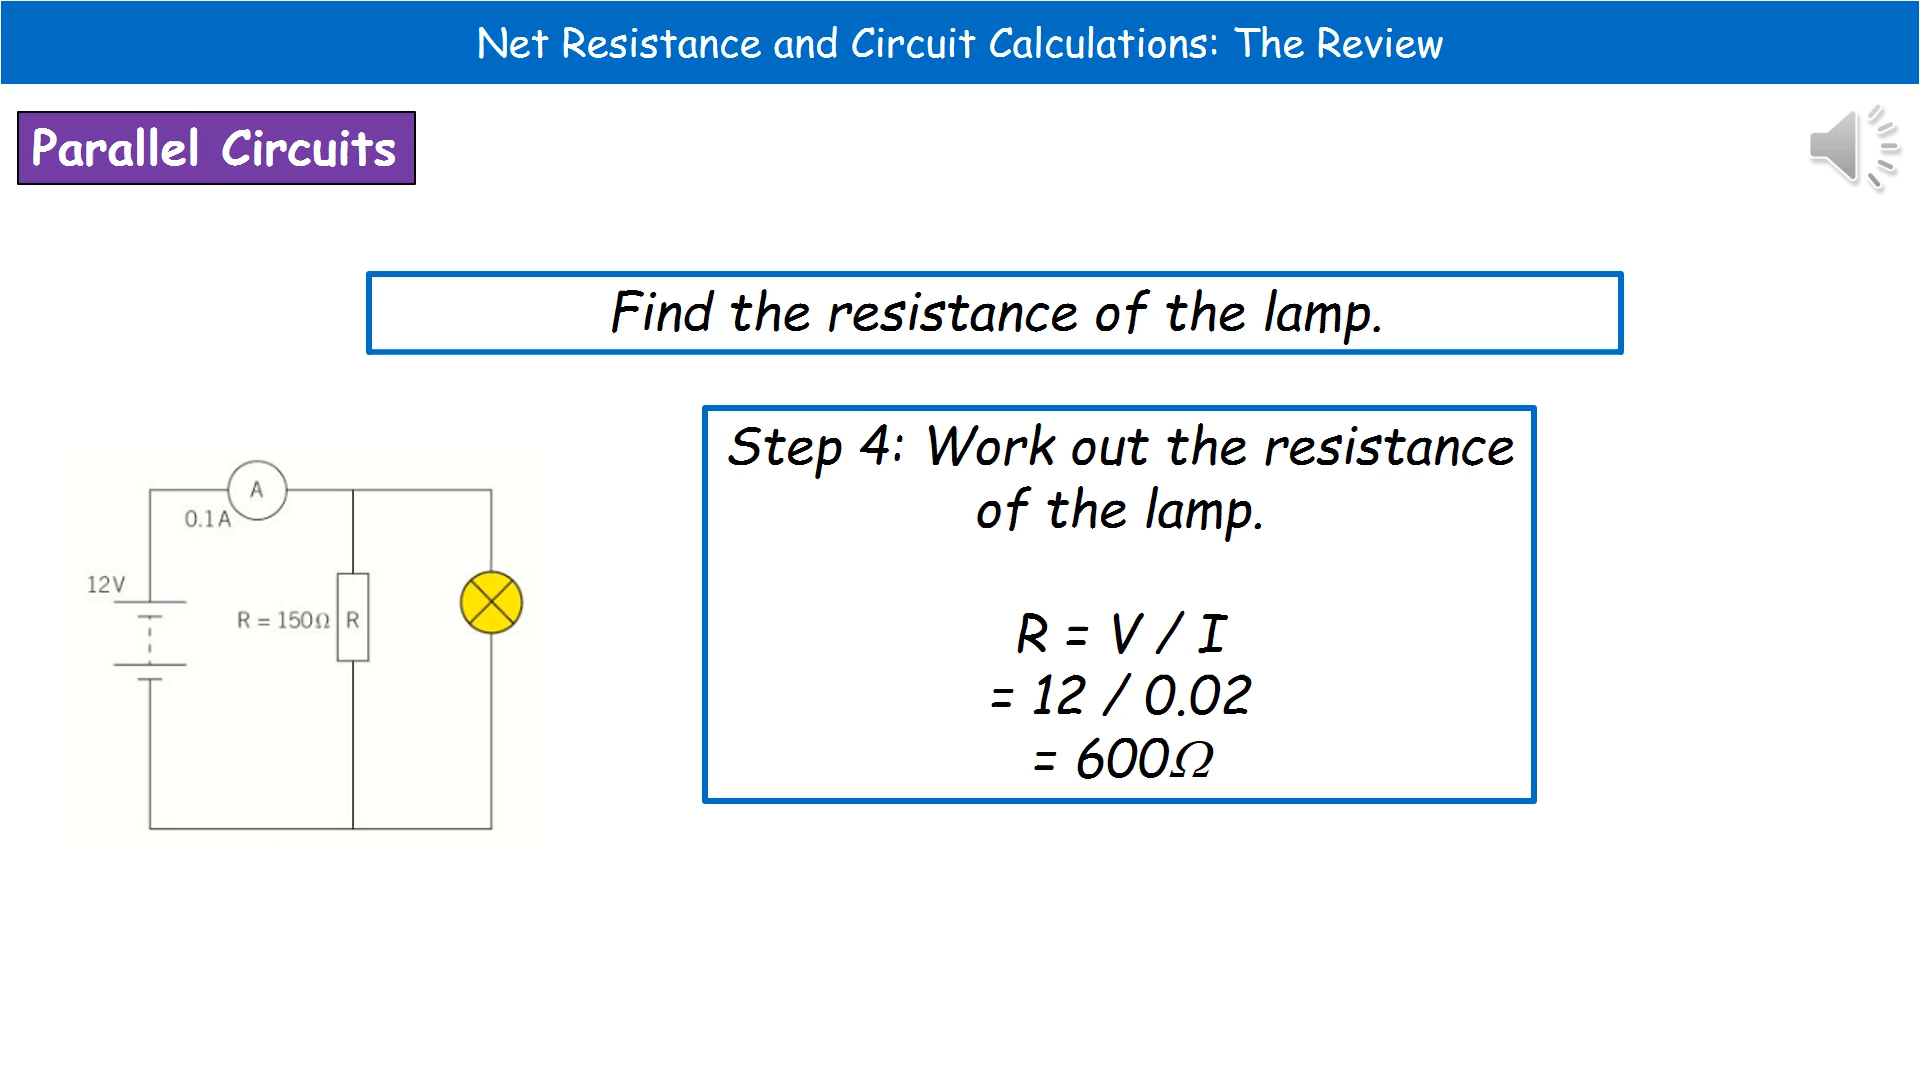 Net Resistance and Circuit Calculations: The Review
Parallel Circuits
Find the resistance of the lamp.
Step 4: Work out the resistance
of the lamp.
R = V / I
= 12 / 0.02
= 600Ω
A
0.1A
12V
R = 150Ω
R